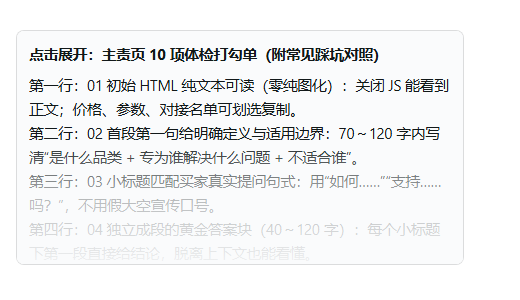 点击展开：主责页 10 项体检打勾单（附常见踩坑对照）
第一行：01 初始 HTML 纯文本可读（零纯图化）：关闭 JS 能看到
正文；价格、参数、对接名单可划选复制。
第二行：02 首段第一句给明确定义与适用边界：70～120 字内写
清“是什么品类 + 专为谁解决什么问题 + 不适合谁”。
第三行：03 小标题匹配买家真实提问句式：用“如何……”“支持……
吗？”，不用假大空宣传口号。
第四行：04 独立成段的黄金答案块（40～120 字）：每个小标题
下第一段直接给结论，脱离上下文也能看懂。